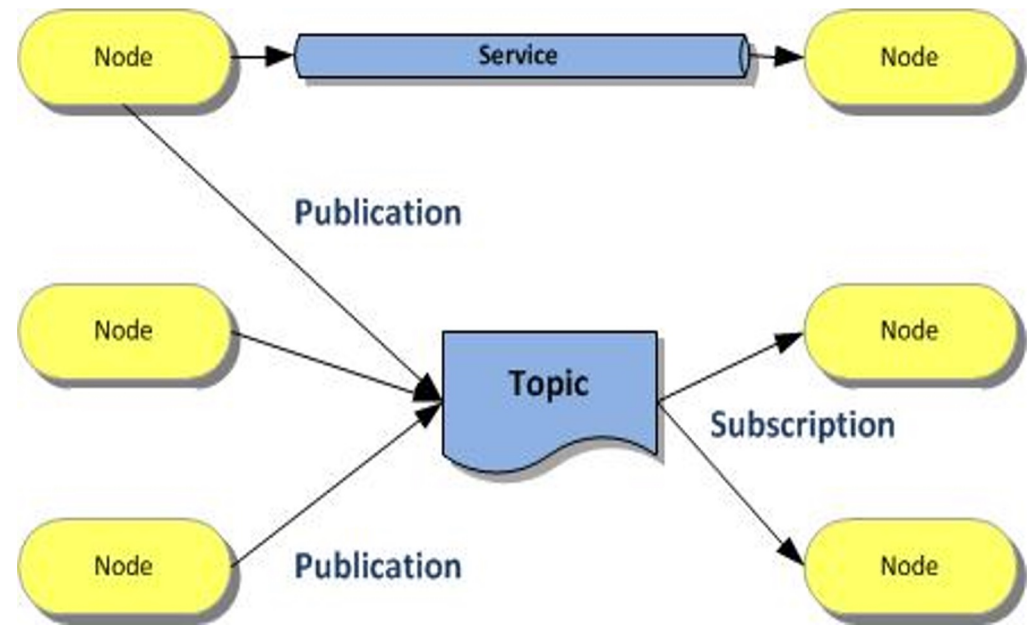 Node
Service
Node
Publication
Node
Topic
Node
Subscription
Node
Publication
Node